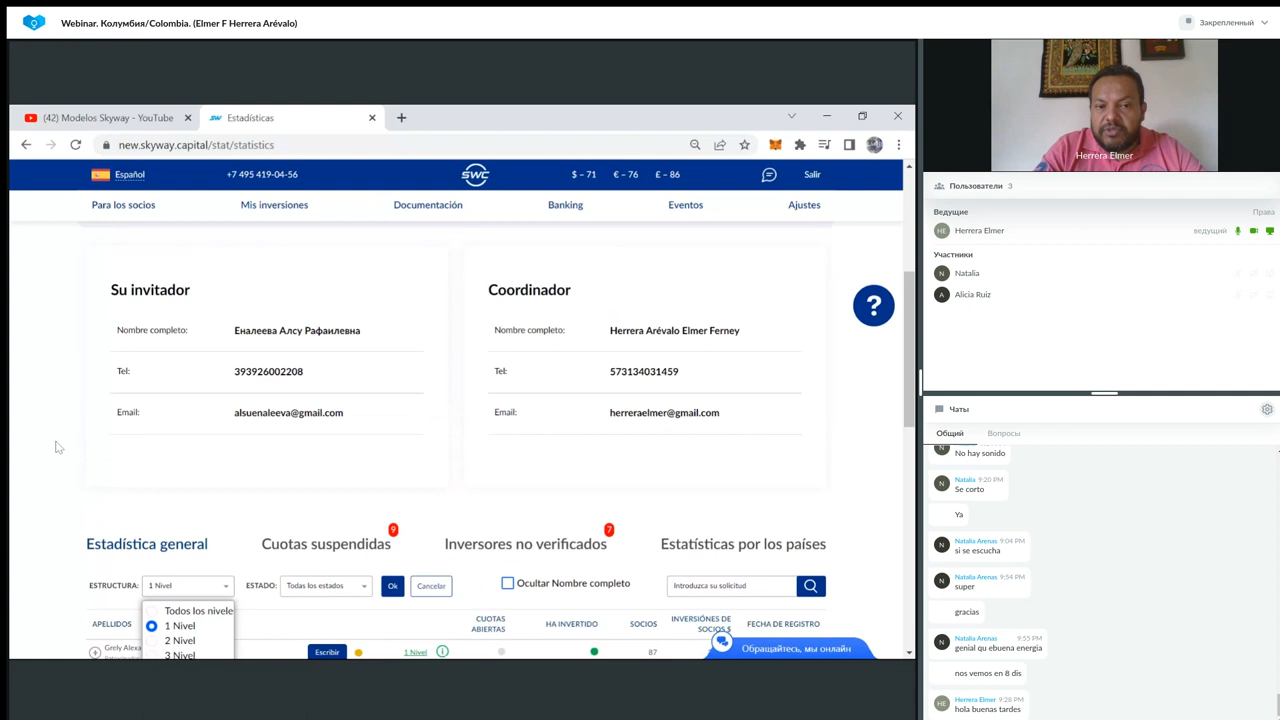 Webinar. Колумбия/Colombia. (Elmer F Herrera Arévalo)
Закрепленный
(42) Modelos Skyway - YouTube
Estadísticas
new.skyway.capital/stat/statistics
Español
+7 495 419-04-56
SWC
$ – 71
€ – 76
£ – 86
Salir
Para los socios
Mis inversiones
Documentación
Banking
Eventos
Ajustes
Su invitador
Nombre completo: Еналеева Алсу Рафаилевна
Tel: 393926002208
Email: alsuenaleeva@gmail.com
Coordinador
Nombre completo: Herrera Arévalo Elmer Ferney
Tel: 573134031459
Email: herreraelmer@gmail.com
?
Estadística general
Cuotas suspendidas
9
Inversores no verificados
7
Estatísticas por los países
ESTRUCTURA: 1 Nivel
ESTADO: Todas los estados
Ok
Cancelar
Ocultar Nombre completo
Introduzca su solicitud
Todos los nivele
1 Nivel
2 Nivel
3 Nivel
APELLIDOS
CUOTAS ABIERTAS
HA INVERTIDO
SOCIOS
INVERSIÓNES DE SOCIOS $
FECHA DE REGISTRO
Grely Alexa
Escribir
1 Nivel
87
Обращайтесь, мы онлайн
Herrera Elmer
Пользователи 3
Ведущие
Права
HE Herrera Elmer
ведущий
Участники
N Natalia
A Alicia Ruiz
Чаты
Общий
Вопросы
N
No hay sonido
N Natalia 9:20 PM
Se corto
Ya
N Natalia Arenas 9:04 PM
si se escucha
N Natalia Arenas 9:54 PM
super
gracias
N Natalia Arenas 9:55 PM
genial qu ebuena energia
nos vemos en 8 dis
HE Herrera Elmer 9:28 PM
hola buenas tardes